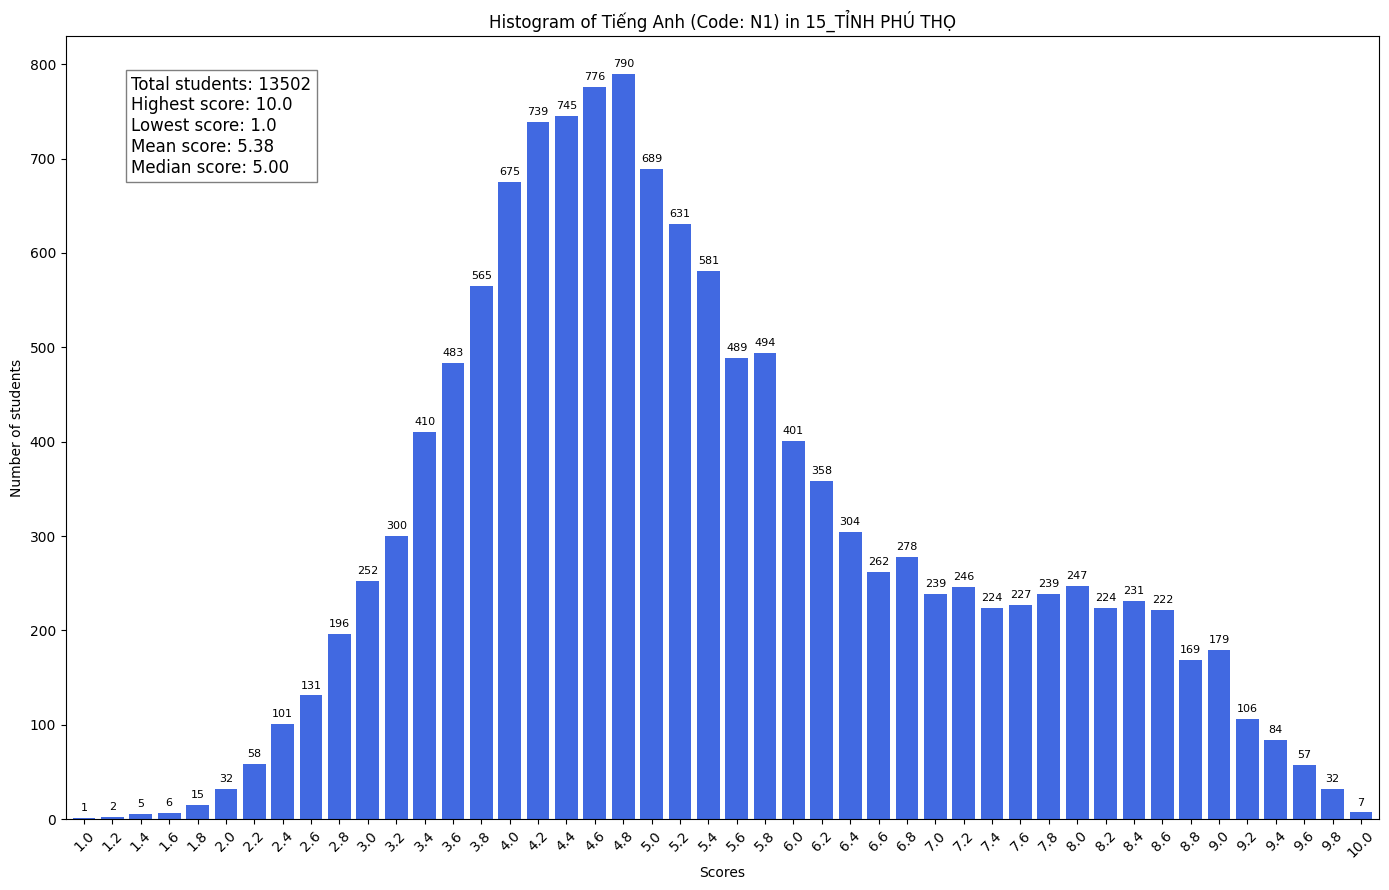 Histogram of Tiếng Anh (Code: N1) in 15_TỈNH PHÚ THỌ
Total students: 13502
Highest score: 10.0
Lowest score: 1.0
Mean score: 5.38
Median score: 5.00
Number of students
800
700
600
500
400
300
200
100
0
1 2 5 6 15 32 58 101 131 196 252 300 410 483 565 675 739 745 776 790 689 631 581 489 494 401 358 304 262 278 239 246 224 227 239 247 224 231 222 169 179 106 84 57 32 7
1.0 1.2 1.4 1.6 1.8 2.0 2.2 2.4 2.6 2.8 3.0 3.2 3.4 3.6 3.8 4.0 4.2 4.4 4.6 4.8 5.0 5.2 5.4 5.6 5.8 6.0 6.2 6.4 6.6 6.8 7.0 7.2 7.4 7.6 7.8 8.0 8.2 8.4 8.6 8.8 9.0 9.2 9.4 9.6 9.8 10.0
Scores